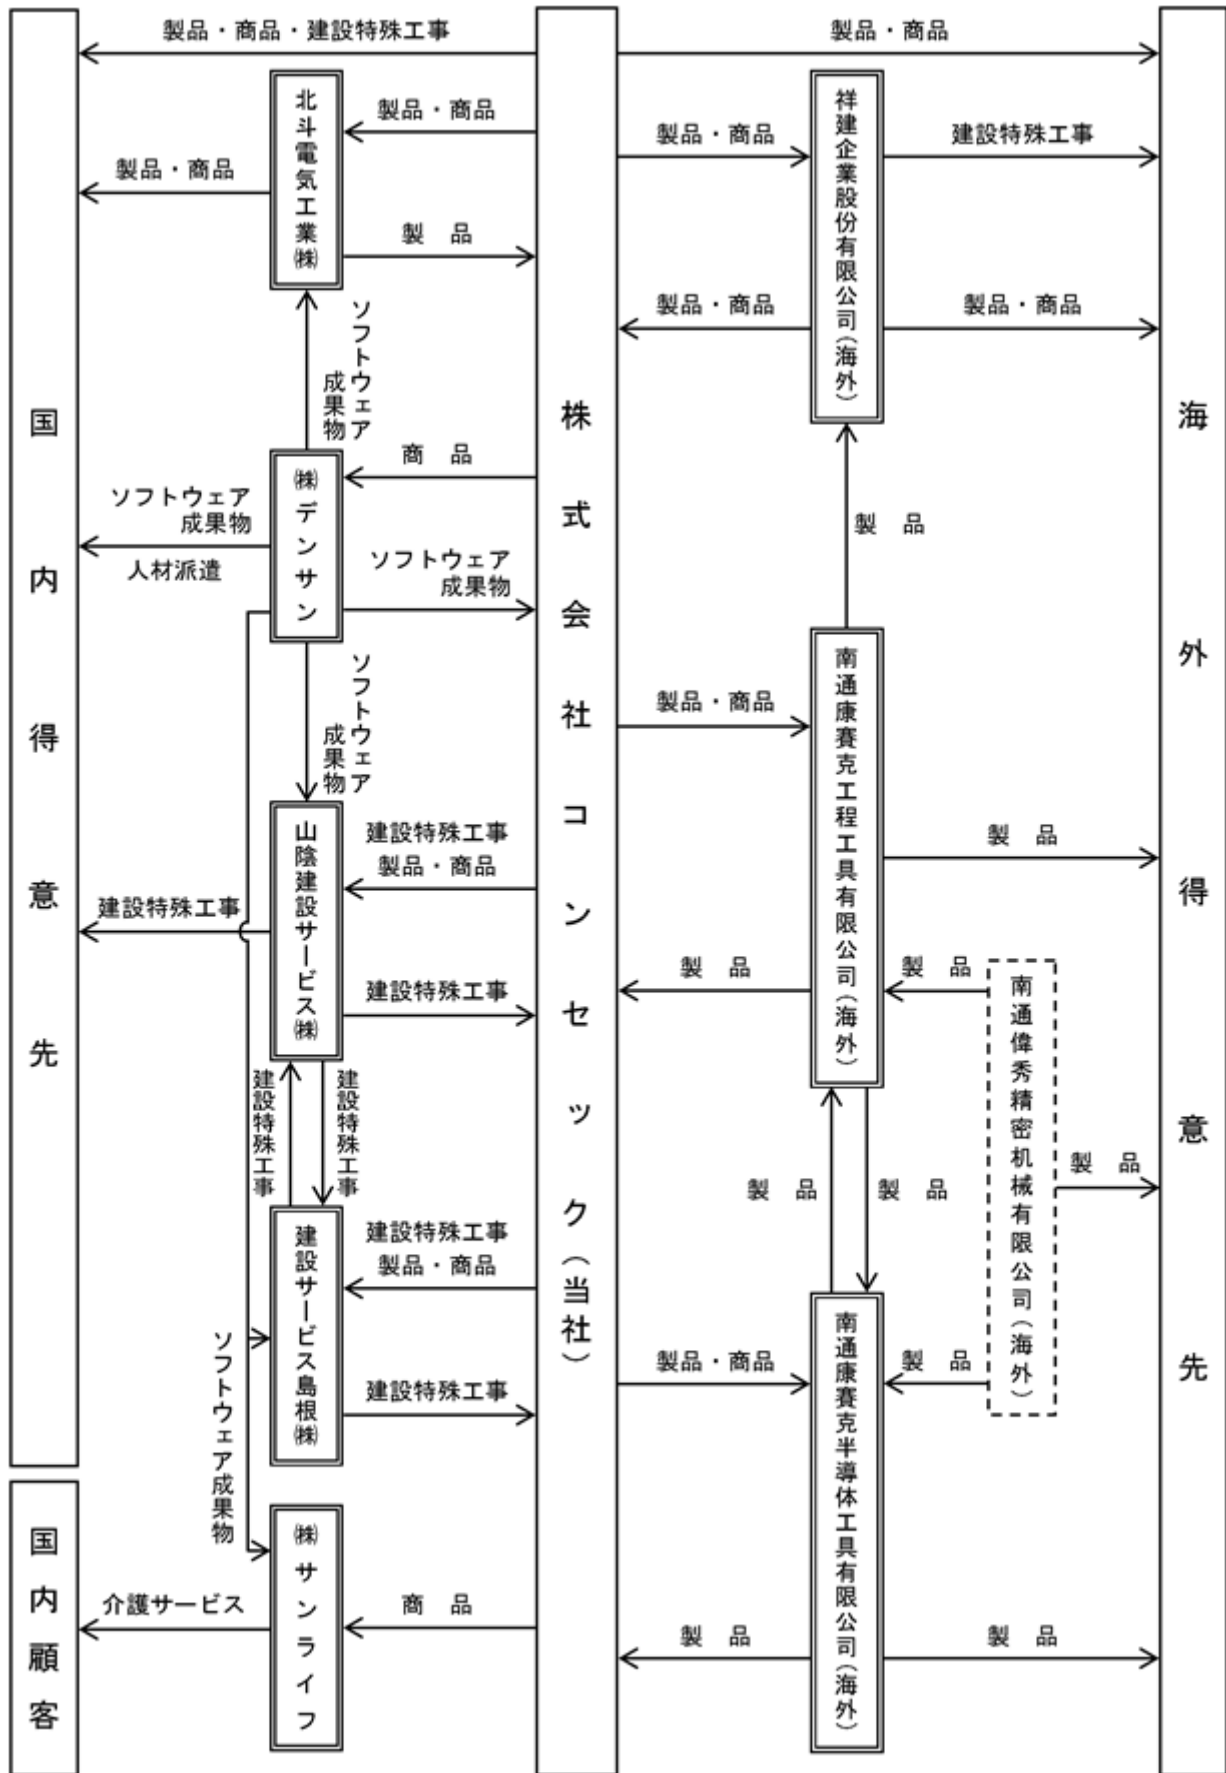 製品・商品・建設特殊工事
製品・商品
北斗電気工業㈱
製品・商品
製品・商品
製　品
祥建企業股份有限公司（海外）
製品・商品
建設特殊工事
製品・商品
製品・商品
ソフトウェア
成果物
国内得意先
株式会社コンセック（当社）
海外得意先
㈱デンサン
商　品
ソフトウェア
成果物
人材派遣
ソフトウェア
成果物
製　品
ソフトウェア
成果物
南通康賽克工程工具有限公司（海外）
製品・商品
山陰建設サービス㈱
建設特殊工事
製品・商品
製　品
建設特殊工事
建設特殊工事
製　品
製　品
南通偉秀精密机械有限公司（海外）
建設特殊工事
建設特殊工事
製　品
製　品
製　品
建設サービス島根㈱
建設特殊工事
製品・商品
建設特殊工事
南通康賽克半導体工具有限公司（海外）
製品・商品
製　品
ソフトウェア成果物
国内顧客
㈱サンライフ
介護サービス
商　品
製　品
製　品